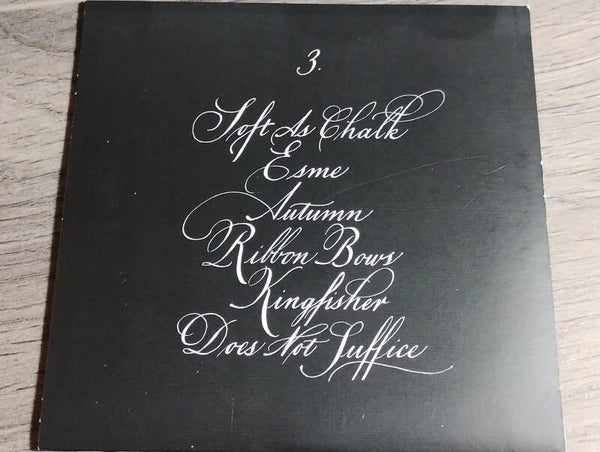 3.
Soft As Chalk
Esme
Autumn
Ribbon Bows
Kingfisher
Does Not Suffice